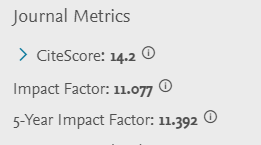 Journal Metrics
CiteScore: 14.2
Impact Factor: 11.077
5-Year Impact Factor: 11.392